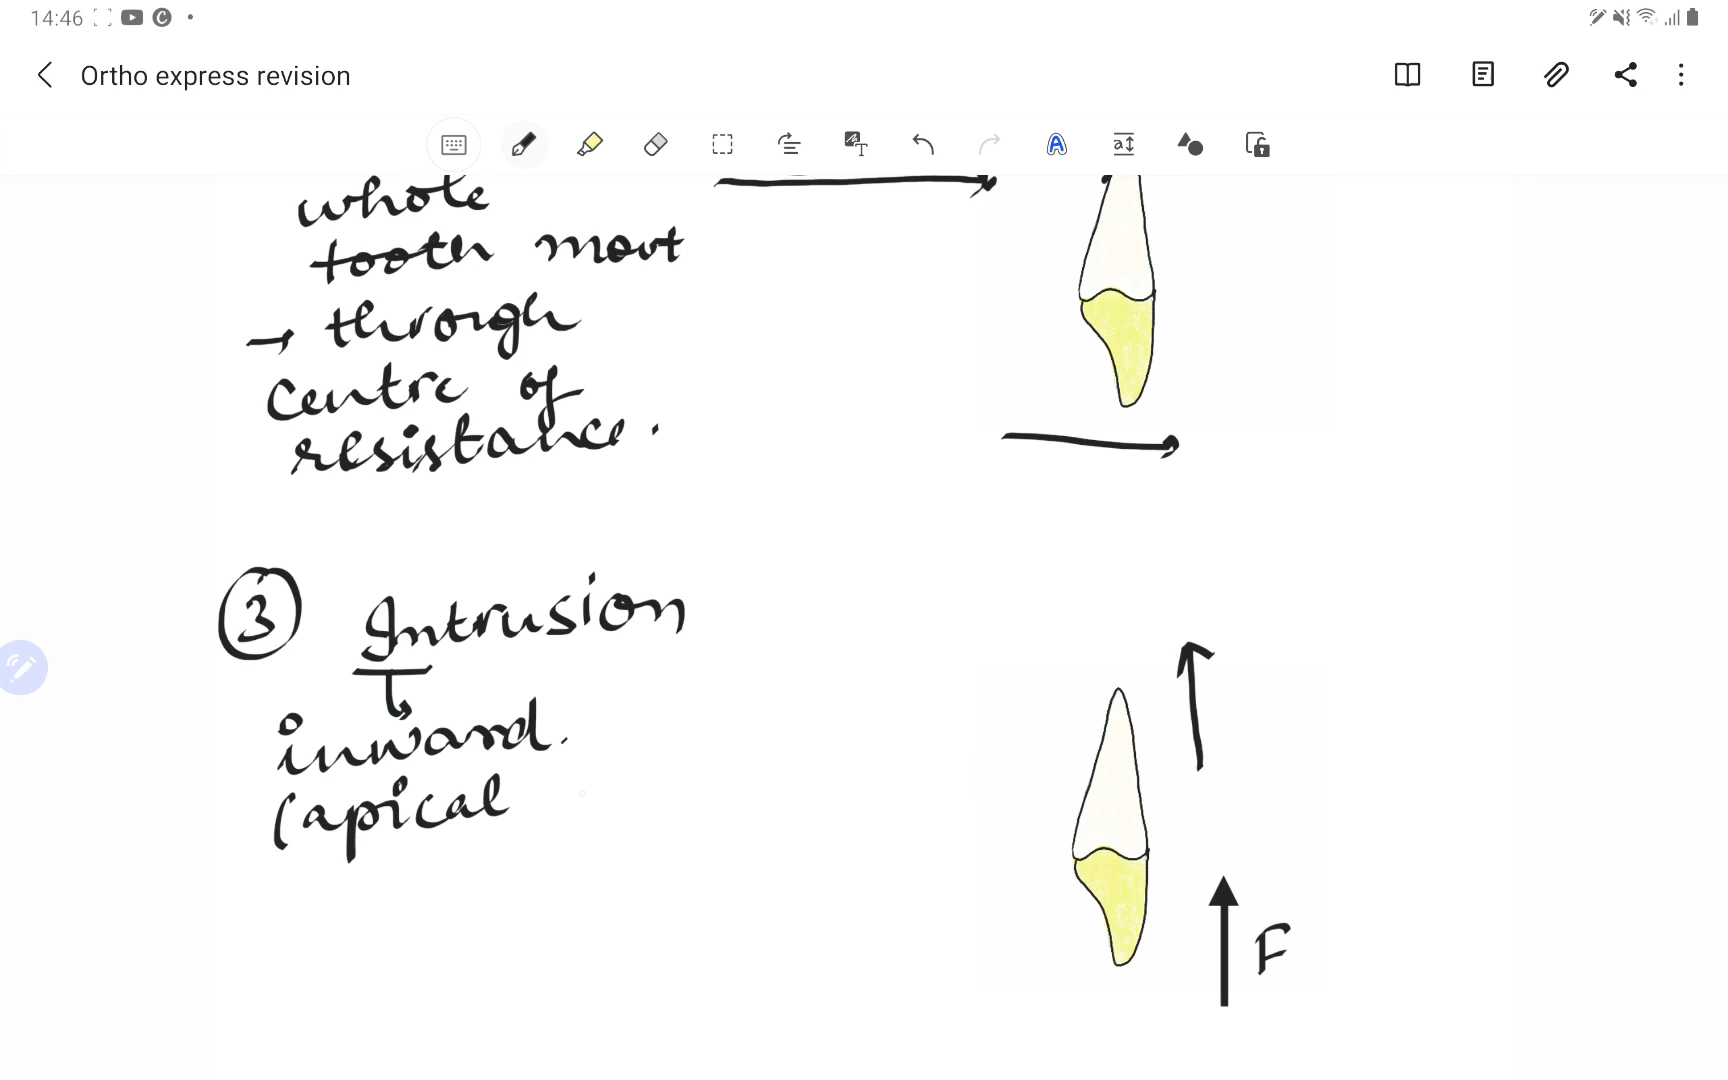 14:46
Ortho express revision
whole
tooth movt
→ through
centre of
resistance.
③ Intrusion
inward.
(apical
F